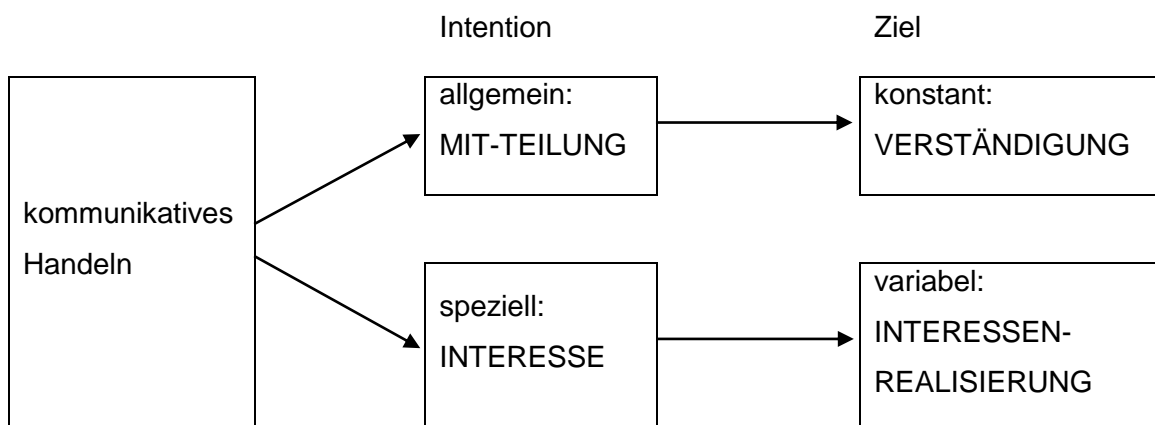 Intention
Ziel
kommunikatives
Handeln
allgemein:
MIT-TEILUNG
konstant:
VERSTÄNDIGUNG
speziell:
INTERESSE
variabel:
INTERESSEN-
REALISIERUNG